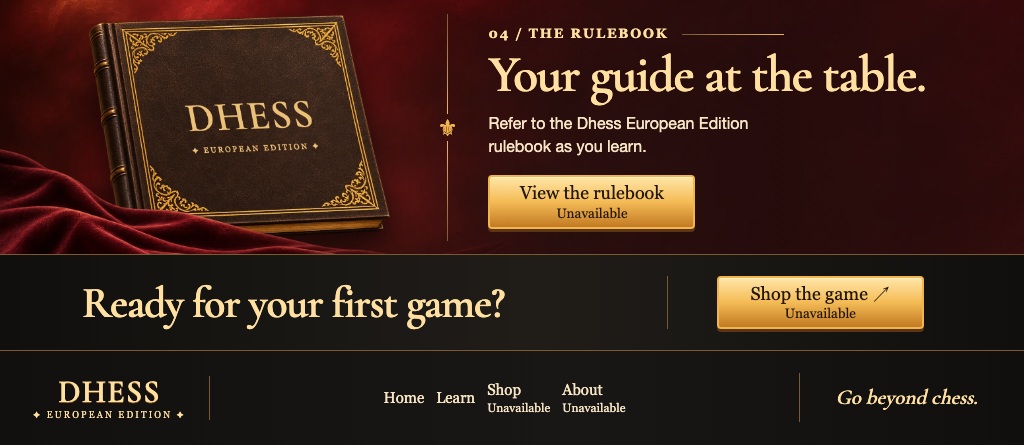 DHESS
✦ EUROPEAN EDITION ✦
04 / THE RULEBOOK
Your guide at the table.
Refer to the Dhess European Edition
rulebook as you learn.
View the rulebook
Unavailable
Ready for your first game?
Shop the game ↗
Unavailable
DHESS
✦ EUROPEAN EDITION ✦
Home Learn Shop About
Unavailable Unavailable
Go beyond chess.